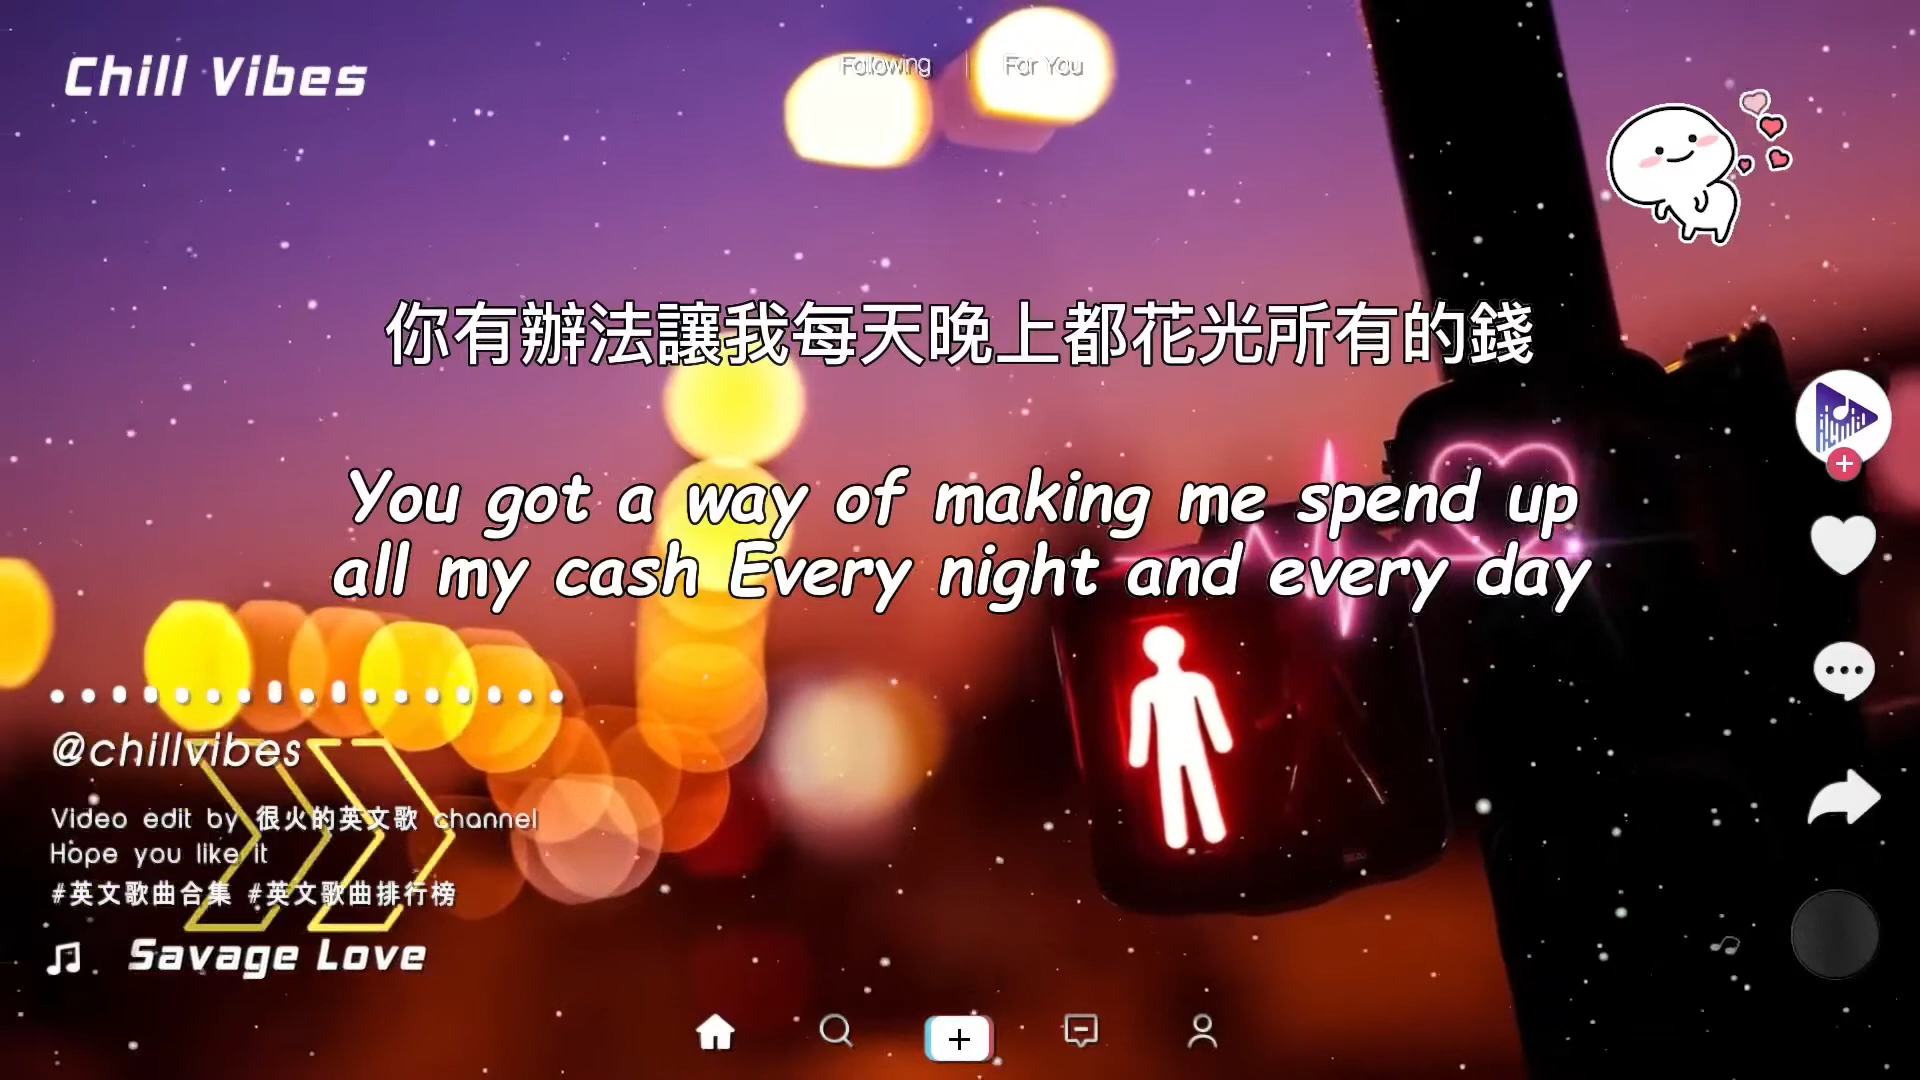 Chill Vibes
Following
For You
你有辦法讓我每天晚上都花光所有的錢
You got a way of making me spend up
all my cash Every night and every day
@chillvibes
Video edit by 很火的英文歌 channel
Hope you like it
#英文歌曲合集 #英文歌曲排行榜
Savage Love